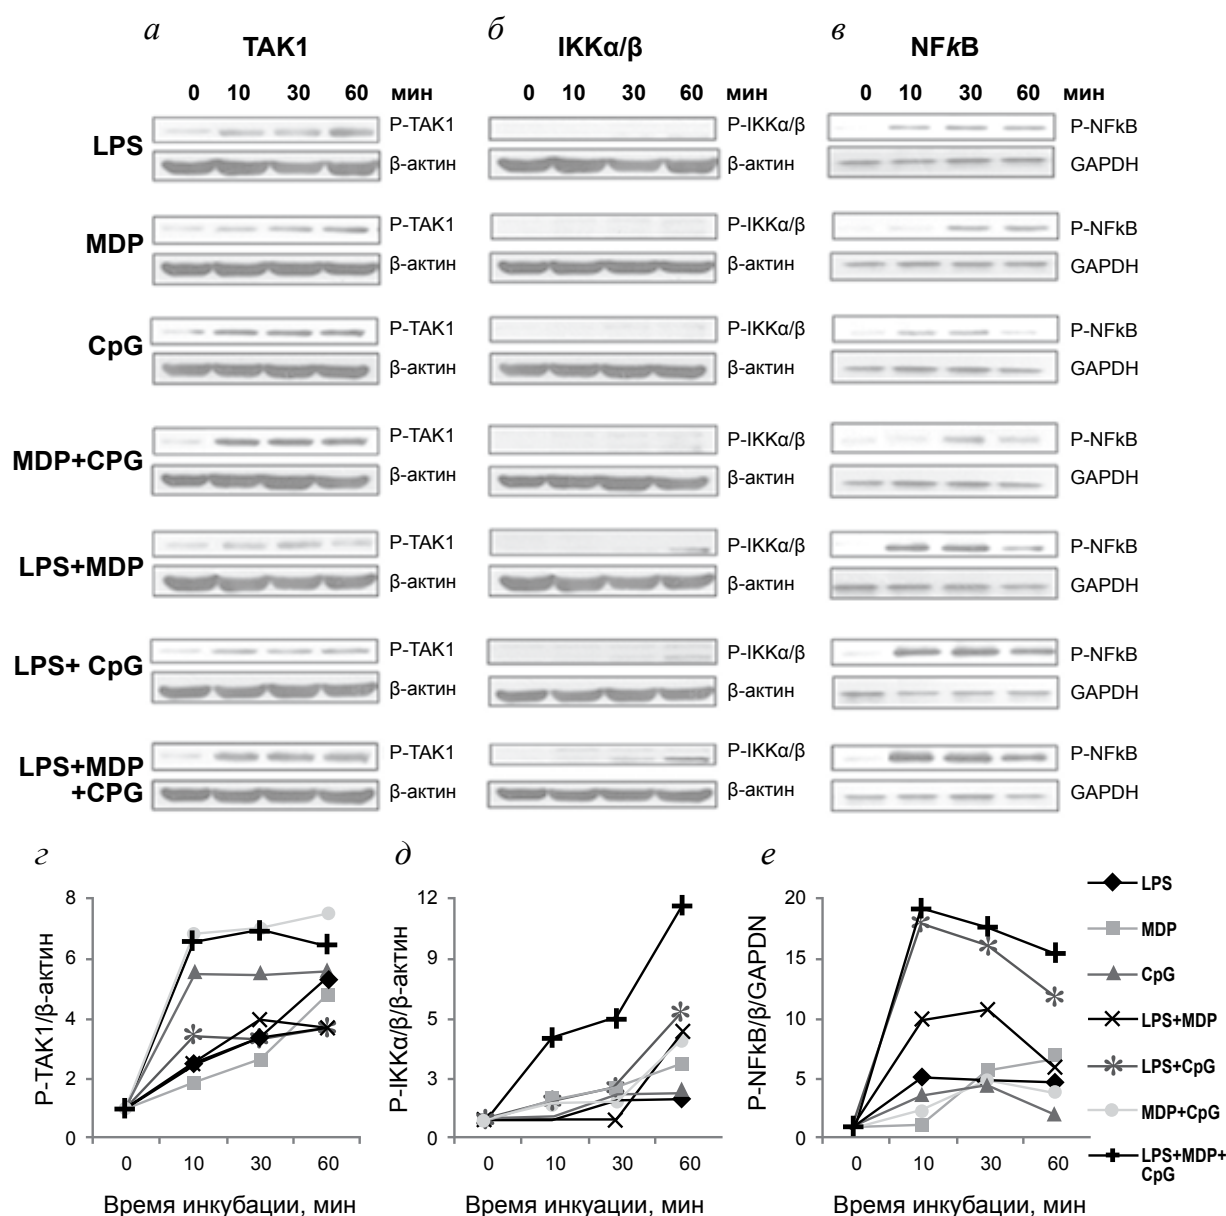 а б в
TAK1 IKKα/β NFkB
0 10 30 60 мин 0 10 30 60 мин 0 10 30 60 мин
LPS P-TAK1 P-IKKα/β P-NFkB
β-актин β-актин GAPDH
MDP P-TAK1 P-IKKα/β P-NFkB
β-актин β-актин GAPDH
CpG P-TAK1 P-IKKα/β P-NFkB
β-актин β-актин GAPDH
MDP+CPG P-TAK1 P-IKKα/β P-NFkB
β-актин β-актин GAPDH
LPS+MDP P-TAK1 P-IKKα/β P-NFkB
β-актин β-актин GAPDH
LPS+ CpG P-TAK1 P-IKKα/β P-NFkB
β-актин β-актин GAPDH
LPS+MDP P-TAK1 P-IKKα/β P-NFkB
+CPG β-актин β-актин GAPDH
г д е
P-TAK1/β-актин
8
6
4
2
0
0 10 30 60
Время инкубации, мин
P-IKKα/β/β-актин
12
9
5
3
0
0 10 30 60
Время инкуации, мин
P-NFkB/β/GAPDN
20
15
10
5
0
0 10 30 60
Время инкубации, мин
LPS
MDP
CpG
LPS+MDP
LPS+CpG
MDP+CpG
LPS+MDP+
CpG